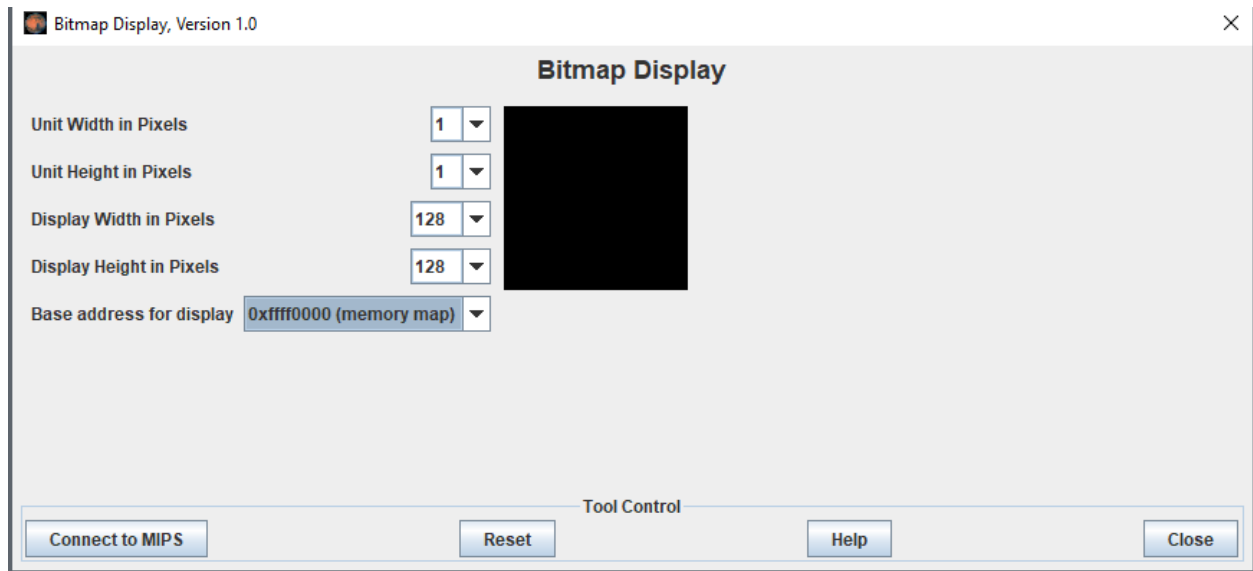 Bitmap Display, Version 1.0
Bitmap Display
Unit Width in Pixels 1
Unit Height in Pixels 1
Display Width in Pixels 128
Display Height in Pixels 128
Base address for display 0xffff0000 (memory map)
Tool Control
Connect to MIPS Reset Help Close